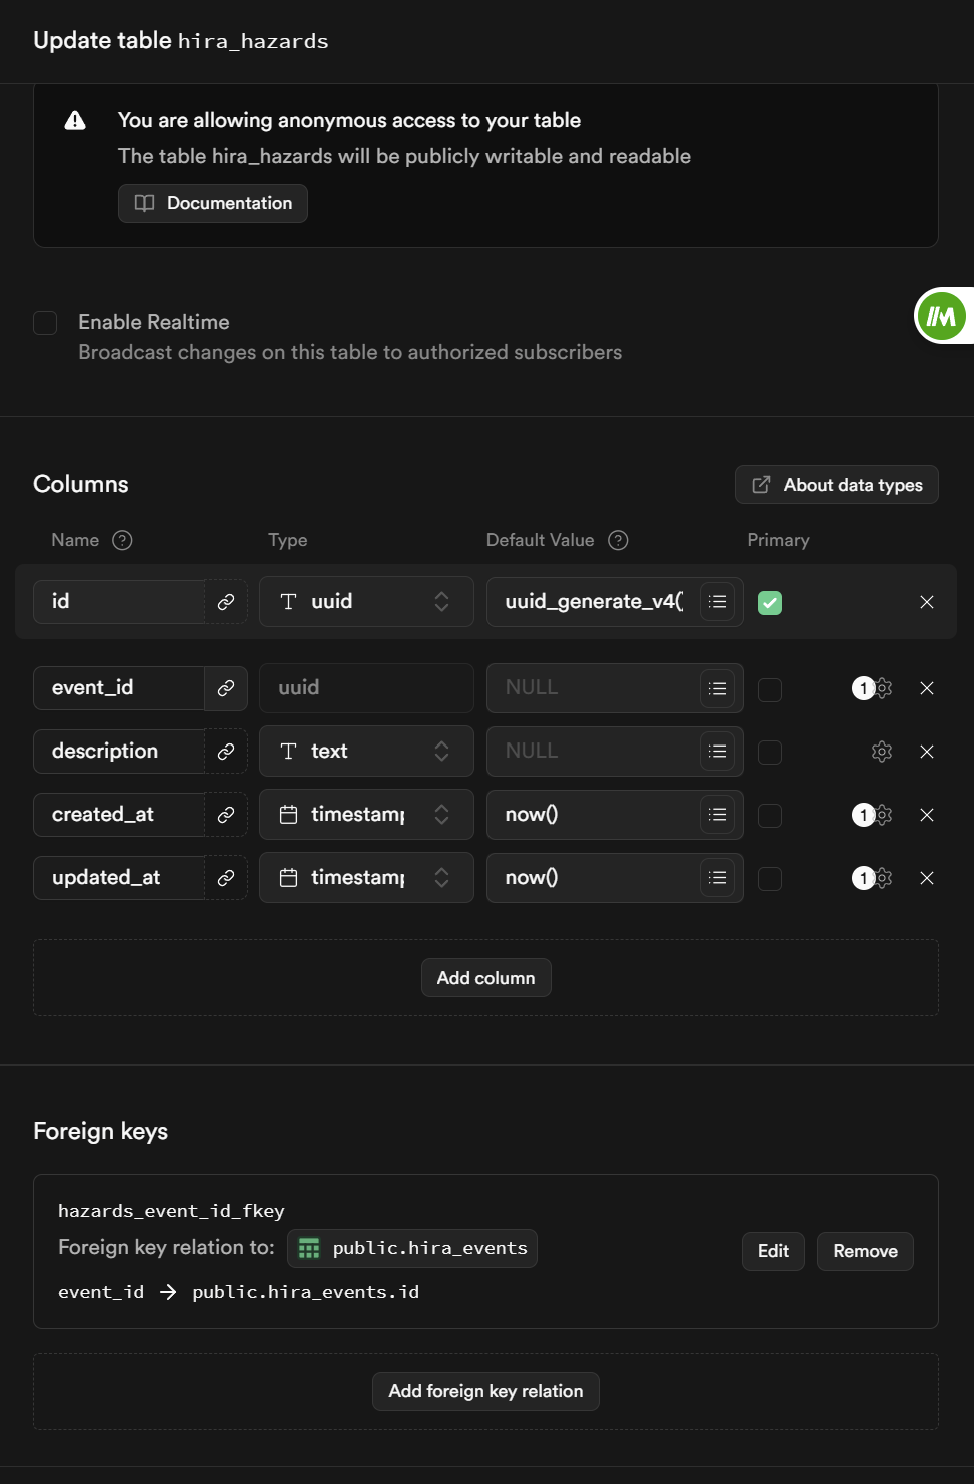 Update table hira_hazards
You are allowing anonymous access to your table
The table hira_hazards will be publicly writable and readable
Documentation
Enable Realtime
Broadcast changes on this table to authorized subscribers
Columns
About data types
Name Type Default Value Primary
id uuid uuid_generate_v4(
event_id uuid NULL 1
description text NULL
created_at timestamp now() 1
updated_at timestamp now() 1
Add column
Foreign keys
hazards_event_id_fkey
Foreign key relation to: public.hira_events
Edit Remove
event_id → public.hira_events.id
Add foreign key relation